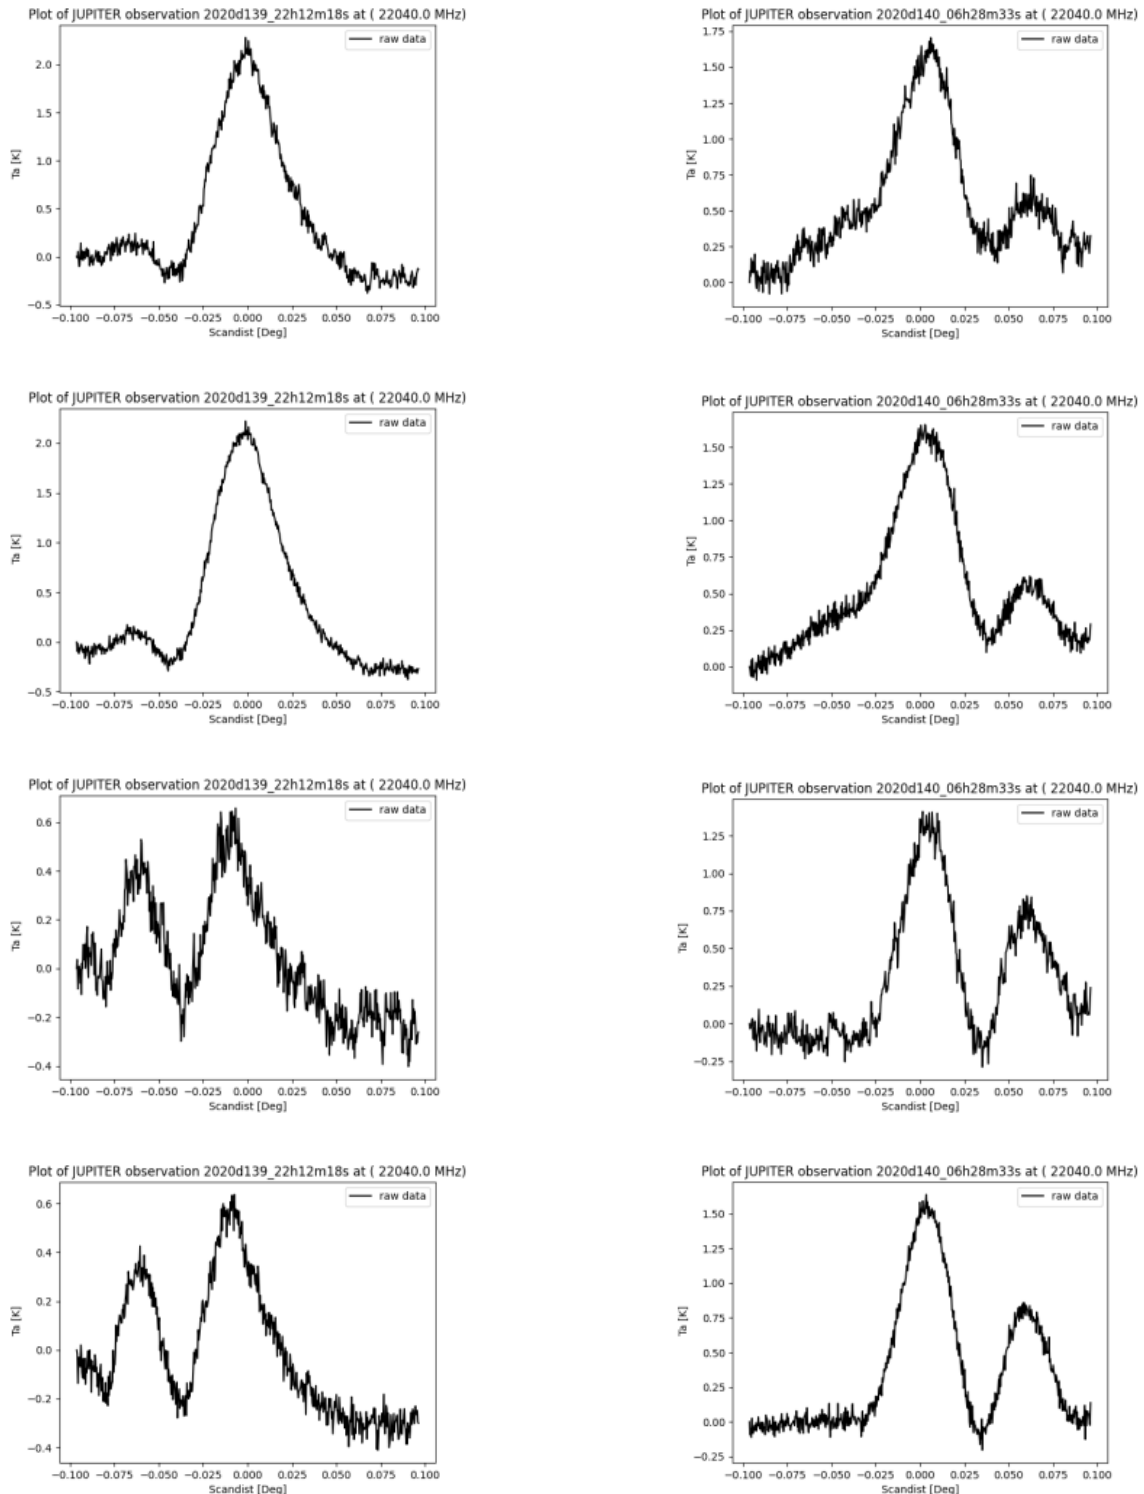 Plot of JUPITER observation 2020d139_22h12m18s at ( 22040.0 MHz)
raw data
2.0
1.5
1.0
0.5
0.0
−0.5
Ta [K]
−0.100 −0.075 −0.050 −0.025 0.000 0.025 0.050 0.075 0.100
Scandist [Deg]
Plot of JUPITER observation 2020d140_06h28m33s at ( 22040.0 MHz)
raw data
1.75
1.50
1.25
1.00
0.75
0.50
0.25
0.00
Ta [K]
−0.100 −0.075 −0.050 −0.025 0.000 0.025 0.050 0.075 0.100
Scandist [Deg]
Plot of JUPITER observation 2020d139_22h12m18s at ( 22040.0 MHz)
raw data
2.0
1.5
1.0
0.5
0.0
−0.5
Ta [K]
−0.100 −0.075 −0.050 −0.025 0.000 0.025 0.050 0.075 0.100
Scandist [Deg]
Plot of JUPITER observation 2020d140_06h28m33s at ( 22040.0 MHz)
raw data
1.50
1.25
1.00
0.75
0.50
0.25
0.00
Ta [K]
−0.100 −0.075 −0.050 −0.025 0.000 0.025 0.050 0.075 0.100
Scandist [Deg]
Plot of JUPITER observation 2020d139_22h12m18s at ( 22040.0 MHz)
raw data
0.6
0.4
0.2
0.0
−0.2
−0.4
Ta [K]
−0.100 −0.075 −0.050 −0.025 0.000 0.025 0.050 0.075 0.100
Scandist [Deg]
Plot of JUPITER observation 2020d140_06h28m33s at ( 22040.0 MHz)
raw data
1.25
1.00
0.75
0.50
0.25
0.00
−0.25
Ta [K]
−0.100 −0.075 −0.050 −0.025 0.000 0.025 0.050 0.075 0.100
Scandist [Deg]
Plot of JUPITER observation 2020d139_22h12m18s at ( 22040.0 MHz)
raw data
0.6
0.4
0.2
0.0
−0.2
−0.4
Ta [K]
−0.100 −0.075 −0.050 −0.025 0.000 0.025 0.050 0.075 0.100
Scandist [Deg]
Plot of JUPITER observation 2020d140_06h28m33s at ( 22040.0 MHz)
raw data
1.50
1.25
1.00
0.75
0.50
0.25
0.00
−0.25
Ta [K]
−0.100 −0.075 −0.050 −0.025 0.000 0.025 0.050 0.075 0.100
Scandist [Deg]